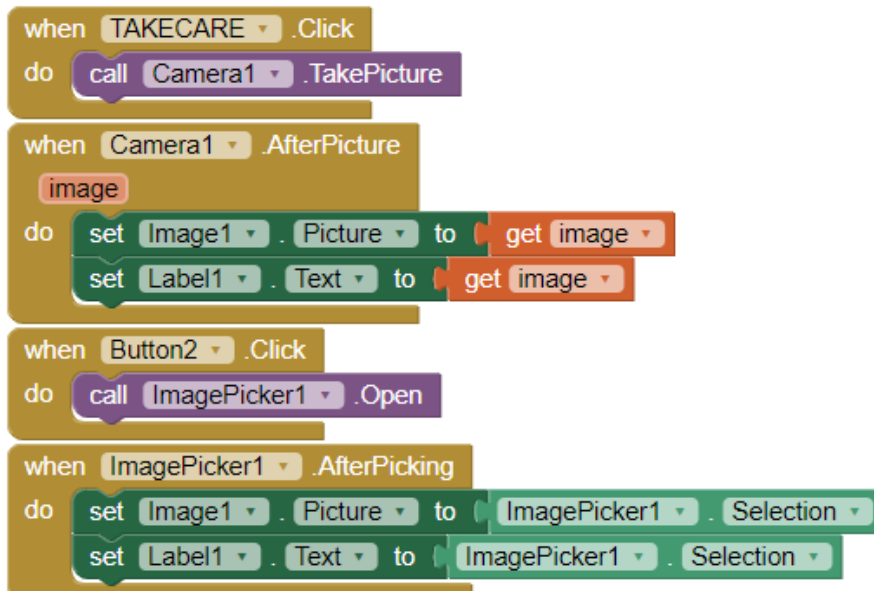 when TAKECARE .Click
do call Camera1 .TakePicture
when Camera1 .AfterPicture
image
do set Image1 . Picture to get image
set Label1 . Text to get image
when Button2 .Click
do call ImagePicker1 .Open
when ImagePicker1 .AfterPicking
do set Image1 . Picture to ImagePicker1 . Selection
set Label1 . Text to ImagePicker1 . Selection